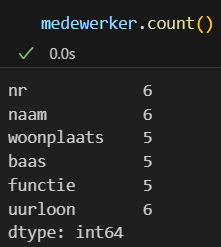 medewerker.count()
0.0s
nr 6
naam 6
woonplaats 5
baas 5
functie 5
uurloon 6
dtype: int64